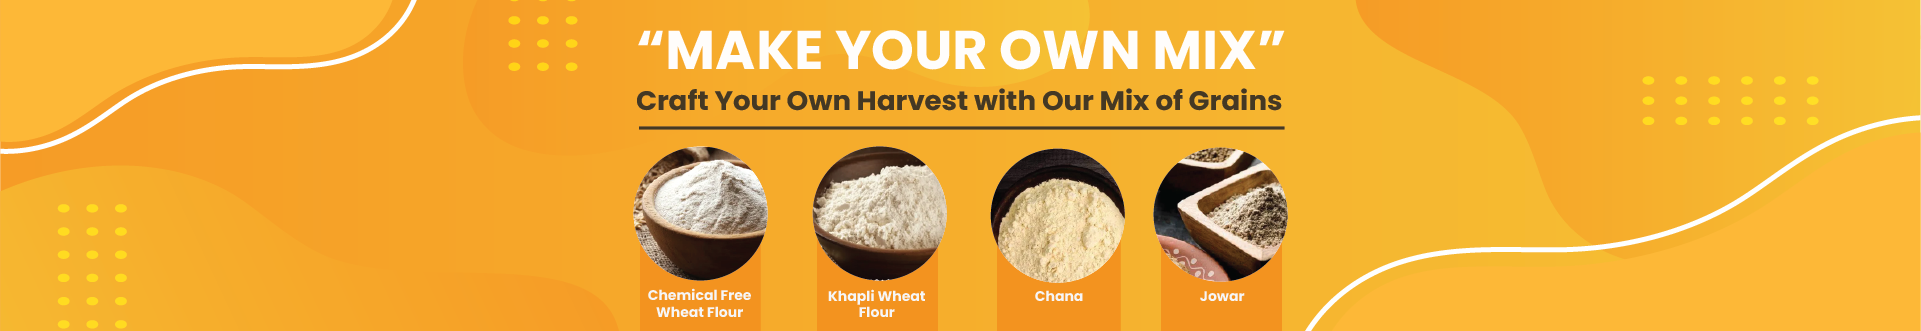 “MAKE YOUR OWN MIX”
Craft Your Own Harvest with Our Mix of Grains
Chemical Free
Wheat Flour
Khapli Wheat
Flour
Chana
Jowar